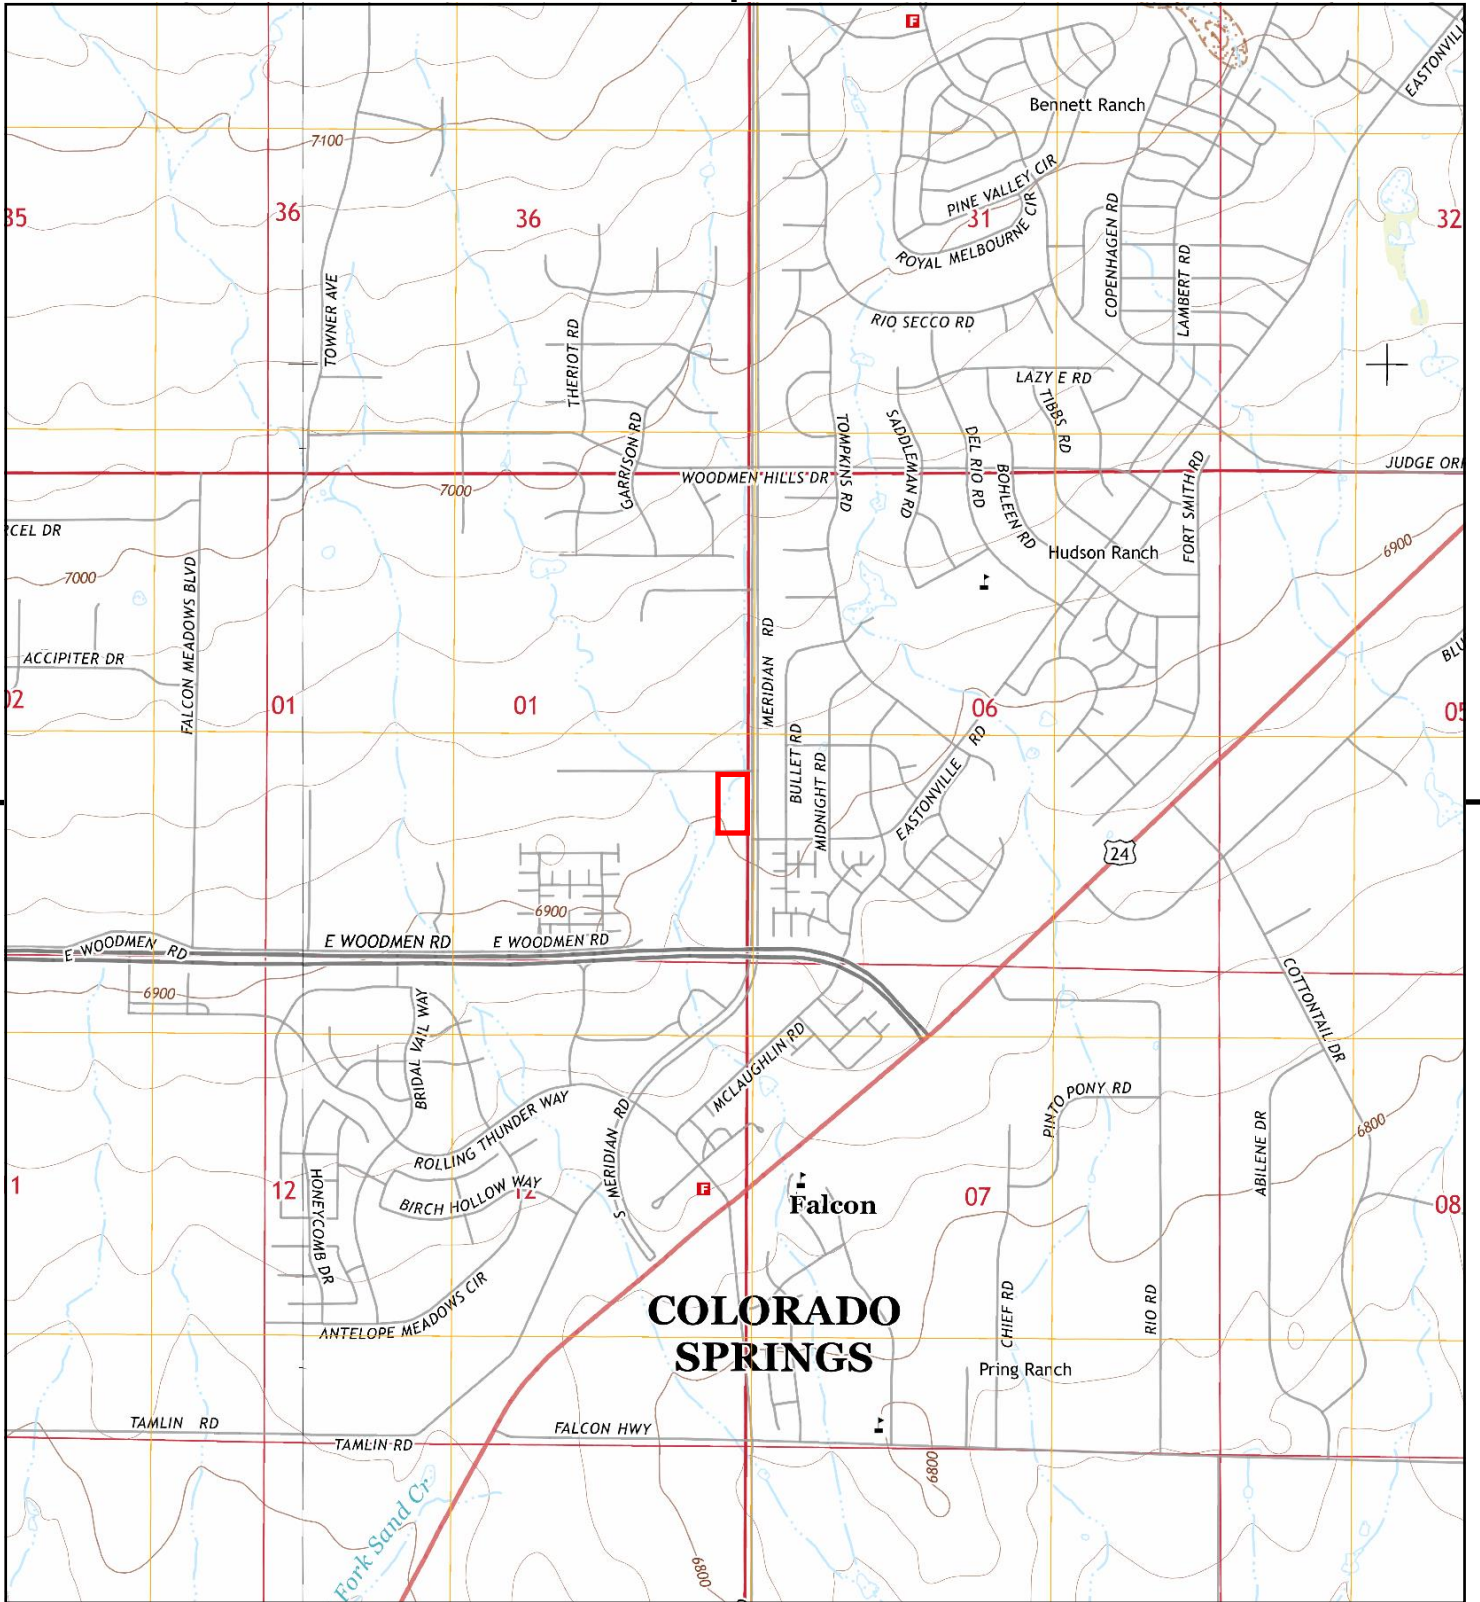 F
EASTONVILL
Bennett Ranch
7100
PINE VALLEY CIR
35
36
36
31
32
ROYAL MELBOURNE CIR
COPENHAGEN RD
LAMBERT RD
TOWNER AVE
THERIOT RD
RIO SECCO RD
LAZY E RD
TIBBS RD
GARRISON RD
TOMPKINS RD
SADDLEMAN RD
DEL RIO RD
BOHLEEN RD
FORT SMITH RD
JUDGE OR
WOODMEN HILLS DR
7000
RCEL DR
6900
Hudson Ranch
7000
FALCON MEADOWS BLVD
MERIDIAN RD
ACCIPITER DR
BLU
02
01
01
06
05
BULLET RD
MIDNIGHT RD
EASTONVILLE RD
24
6900
E WOODMEN RD
E WOODMEN RD
E WOODMEN RD
6900
COTTONTAIL DR
BRIDAL VAIL WAY
MCLAUGHLIN RD
PINTO PONY RD
ROLLING THUNDER WAY
S MERIDIAN RD
ABILENE DR
6800
1
12
HONEYCOMB DR
BIRCH HOLLOW WAY
12
F
Falcon
07
08
ANTELOPE MEADOWS CIR
COLORADO
SPRINGS
CHIEF RD
RIO RD
Pring Ranch
TAMLIN RD
TAMLIN RD
FALCON HWY
6800
Fork Sand Cr
6800